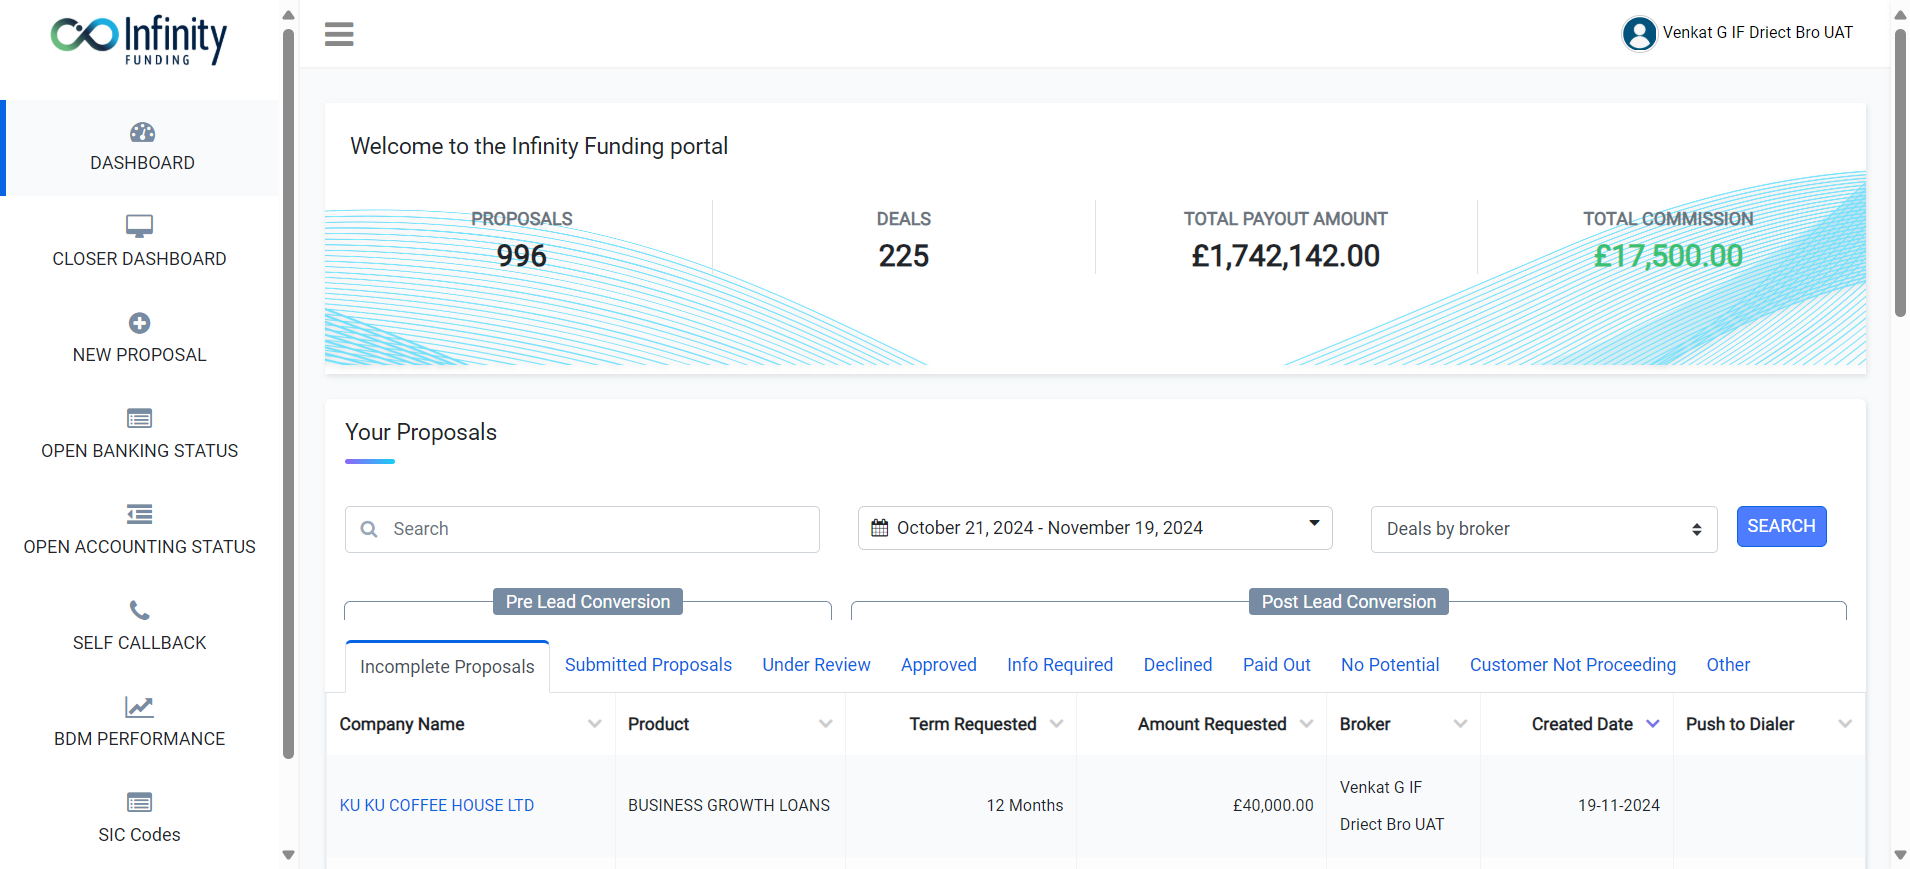 Infinity
FUNDING
Venkat G IF Driect Bro UAT
DASHBOARD
CLOSER DASHBOARD
NEW PROPOSAL
OPEN BANKING STATUS
OPEN ACCOUNTING STATUS
SELF CALLBACK
BDM PERFORMANCE
SIC Codes
Welcome to the Infinity Funding portal
PROPOSALS DEALS TOTAL PAYOUT AMOUNT TOTAL COMMISSION
996 225 £1,742,142.00 £17,500.00
Your Proposals
Search October 21, 2024 - November 19, 2024 Deals by broker SEARCH
Pre Lead Conversion Post Lead Conversion
Incomplete Proposals Submitted Proposals Under Review Approved Info Required Declined Paid Out No Potential Customer Not Proceeding Other
Company Name Product Term Requested Amount Requested Broker Created Date Push to Dialer
KU KU COFFEE HOUSE LTD BUSINESS GROWTH LOANS 12 Months £40,000.00 Venkat G IF 19-11-2024
Driect Bro UAT